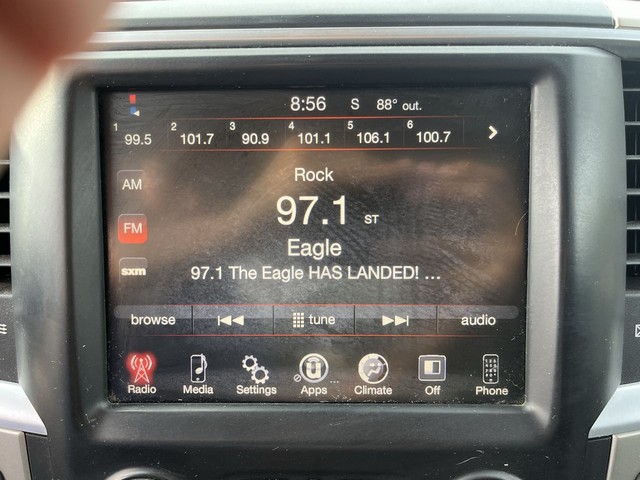 8:56 S 88° out.
1 99.5 2 101.7 3 90.9 4 101.1 5 106.1 6 100.7
AM
Rock
97.1 ST
FM
Eagle
sxm
97.1 The Eagle HAS LANDED! ...
browse tune audio
Radio Media Settings Apps Climate Off Phone